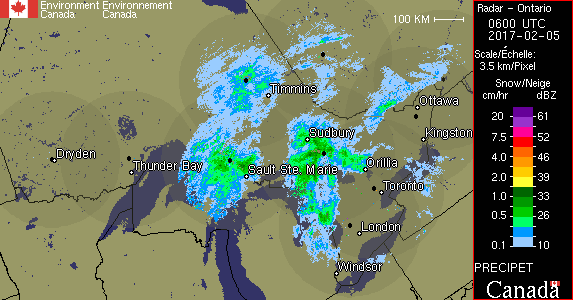 Environment Environnement
Canada Canada
100 KM
Timmins
Ottawa
Sudbury
Kingston
Dryden
Thunder Bay
Sault Ste. Marie
Orillia
Toronto
London
Windsor
Radar - Ontario
0600 UTC
2017-02-05
Scale/Échelle:
3.5 km/Pixel
Snow/Neige
cm/hr dBZ
20 61
7.5 52
4.0 46
2.0 39
1.0 33
0.5 26
0.1 10
PRECIPET
Canada